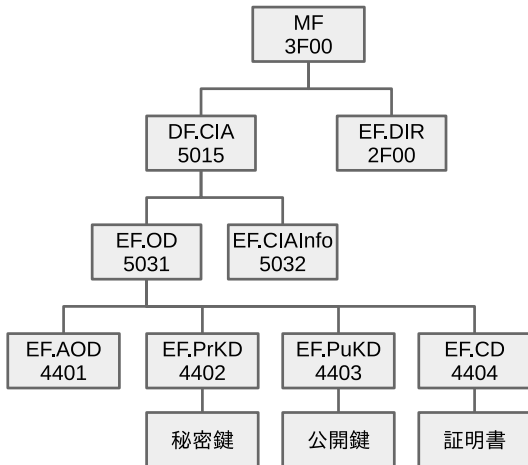 MF
3F00
DF.CIA
5015
EF.DIR
2F00
EF.OD
5031
EF.CIAInfo
5032
EF.AOD
4401
EF.PrKD
4402
EF.PuKD
4403
EF.CD
4404
秘密鍵
公開鍵
証明書